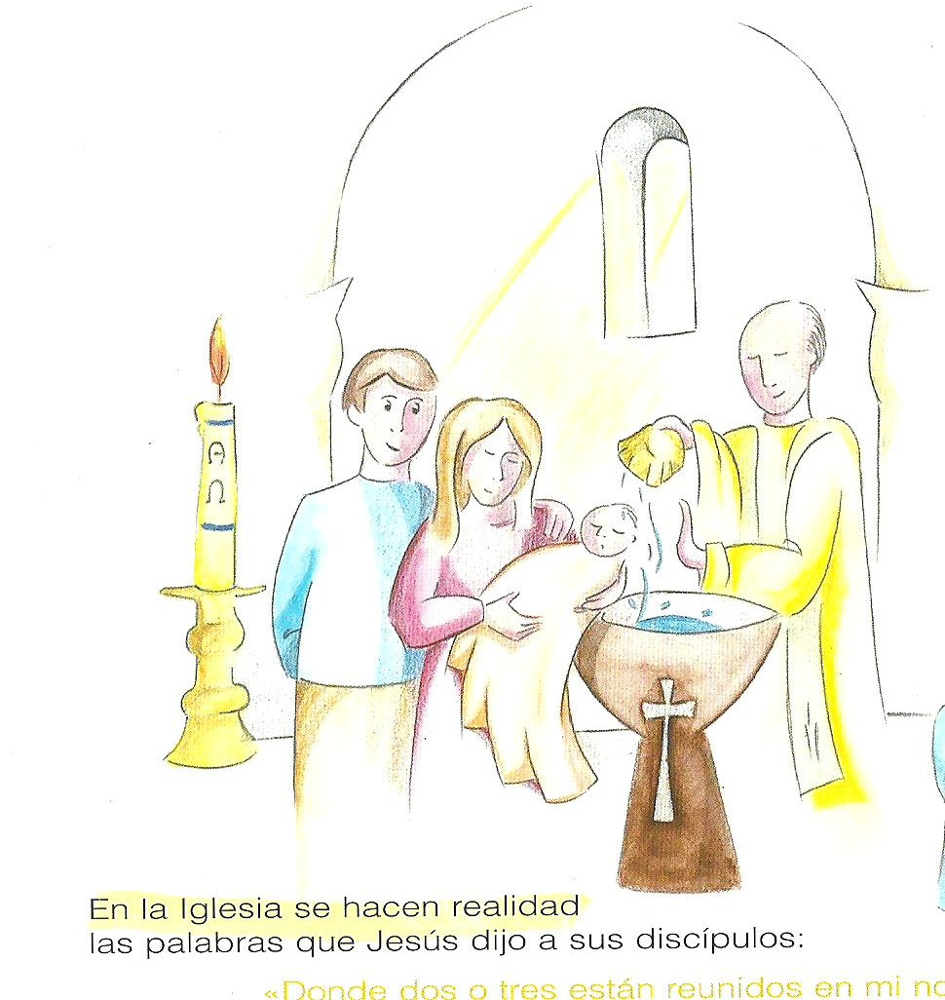 Α
Ω
En la Iglesia se hacen realidad
las palabras que Jesús dijo a sus discípulos:
«Donde dos o tres están reunidos en mi